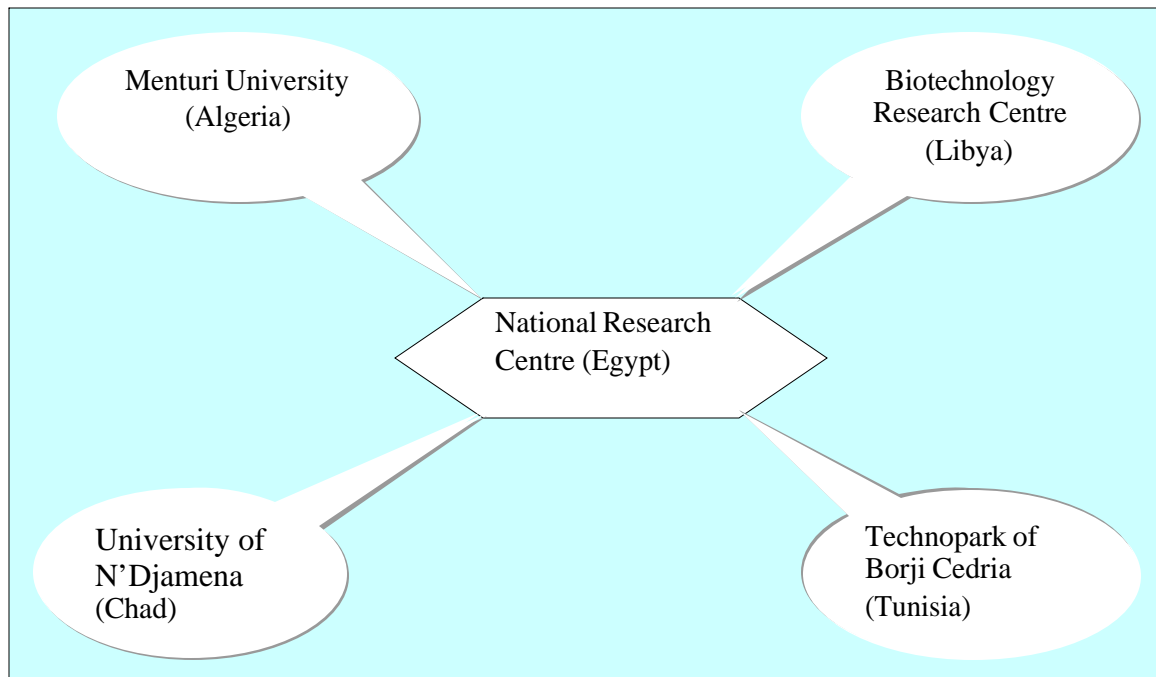 Menturi University
(Algeria)
Biotechnology
Research Centre
(Libya)
National Research
Centre (Egypt)
University of
N’Djamena
(Chad)
Technopark of
Borji Cedria
(Tunisia)